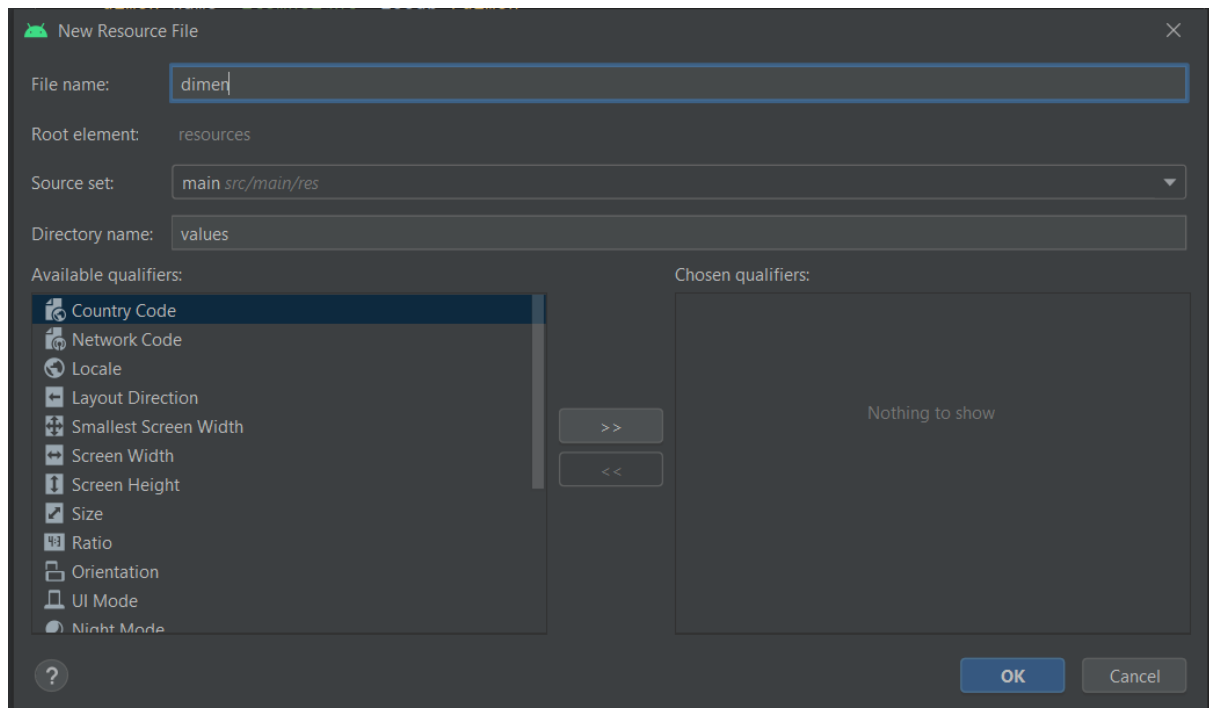 New Resource File
File name: dimen
Root element: resources
Source set: main src/main/res
Directory name: values
Available qualifiers:
Country Code
Network Code
Locale
Layout Direction
Smallest Screen Width
Screen Width
Screen Height
Size
Ratio
Orientation
UI Mode
Night Mode
>>
<<
Chosen qualifiers:
Nothing to show
?
OK Cancel